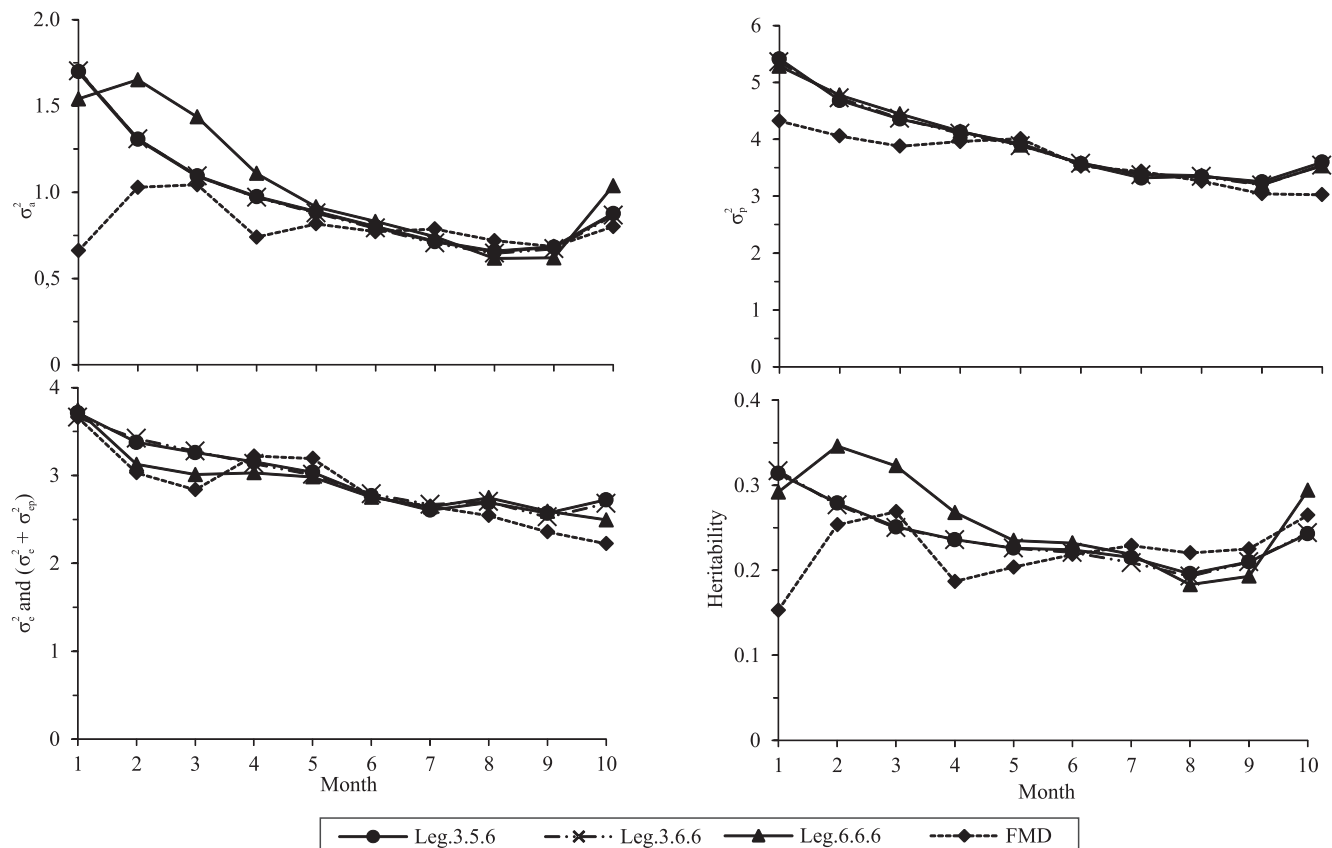 2.0
1.5
1.0
0,5
0
σ²ₐ
6
5
4
3
2
1
0
σ²ₚ
4
3
2
1
0
σ²ₑ and (σ²ₑ + σ²ₑₚ)
1 2 3 4 5 6 7 8 9 10
Month
0.4
0.3
0.2
0.1
0
Heritability
1 2 3 4 5 6 7 8 9 10
Month
Leg.3.5.6 Leg.3.6.6 Leg.6.6.6 FMD